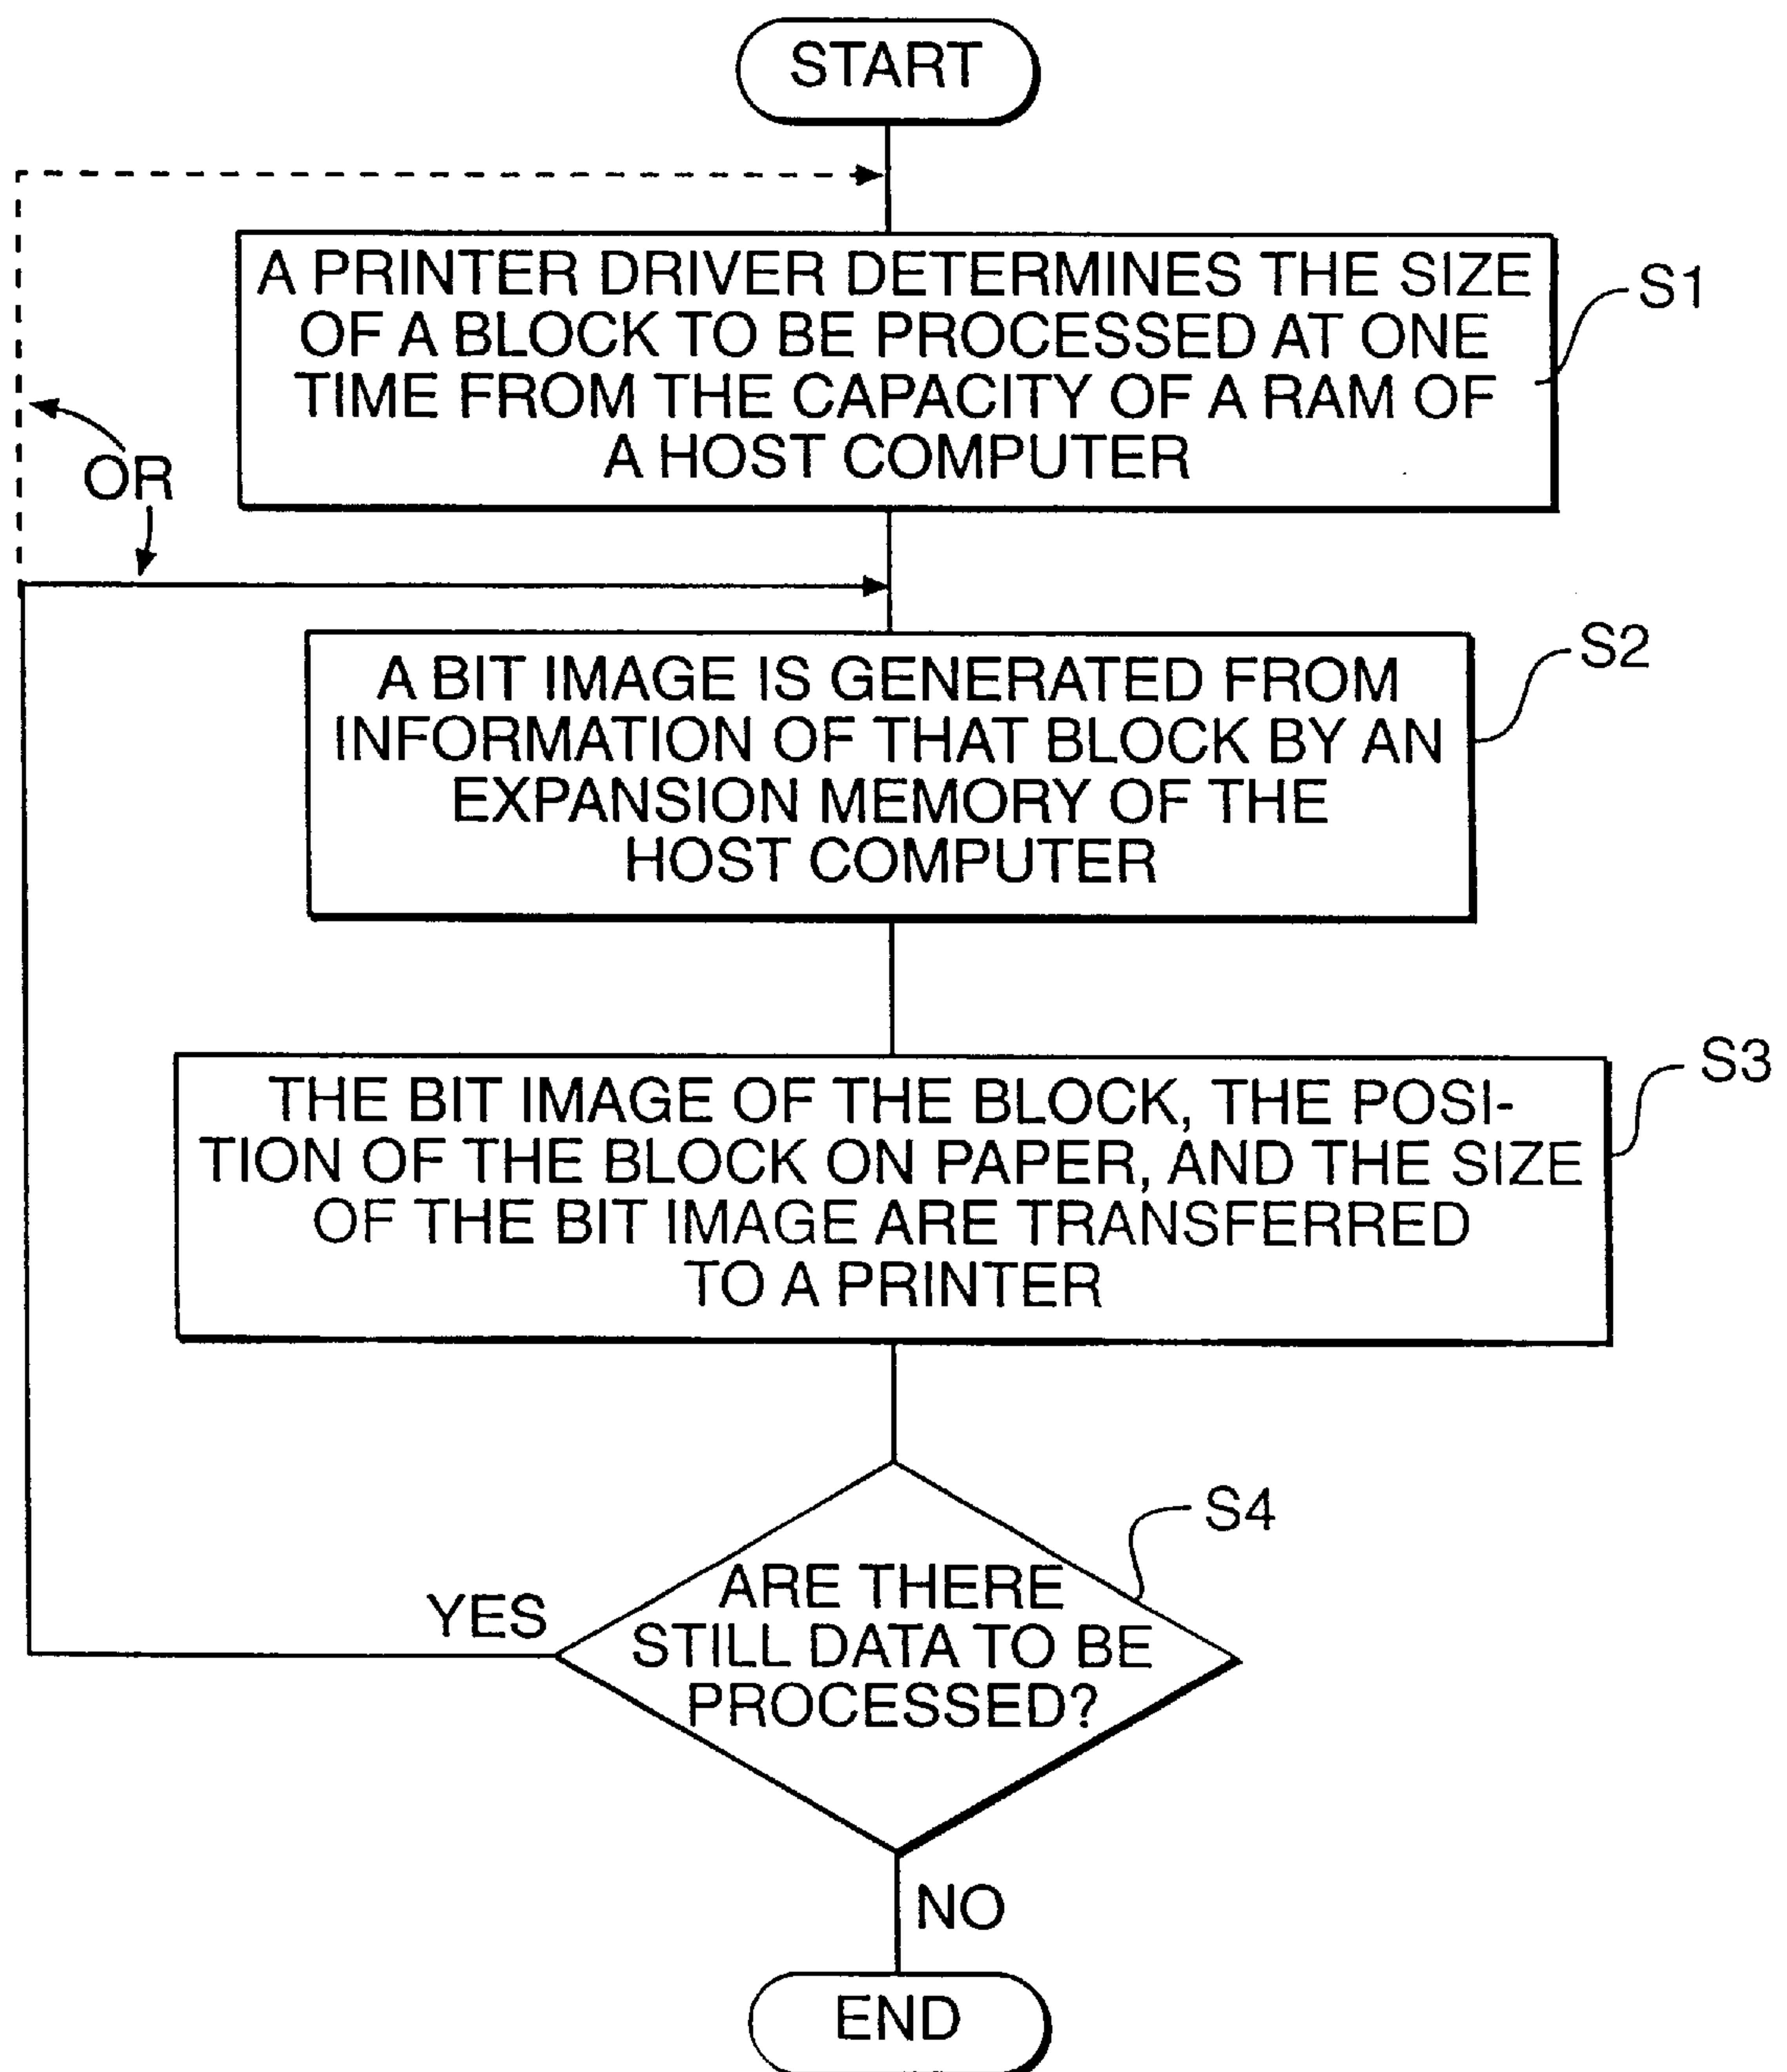 START
A PRINTER DRIVER DETERMINES THE SIZE
OF A BLOCK TO BE PROCESSED AT ONE
TIME FROM THE CAPACITY OF A RAM OF
A HOST COMPUTER
S1
OR
A BIT IMAGE IS GENERATED FROM
INFORMATION OF THAT BLOCK BY AN
EXPANSION MEMORY OF THE
HOST COMPUTER
S2
THE BIT IMAGE OF THE BLOCK, THE POSI-
TION OF THE BLOCK ON PAPER, AND THE SIZE
OF THE BIT IMAGE ARE TRANSFERRED
TO A PRINTER
S3
S4
ARE THERE
STILL DATA TO BE
PROCESSED?
YES
NO
END